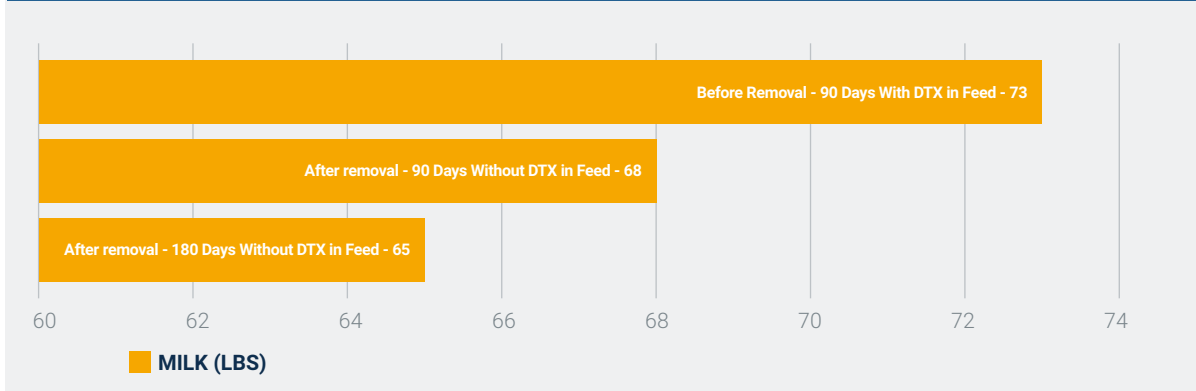 Before Removal - 90 Days With DTX in Feed - 73
After removal - 90 Days Without DTX in Feed - 68
After removal - 180 Days Without DTX in Feed - 65
60 62 64 66 68 70 72 74
MILK (LBS)